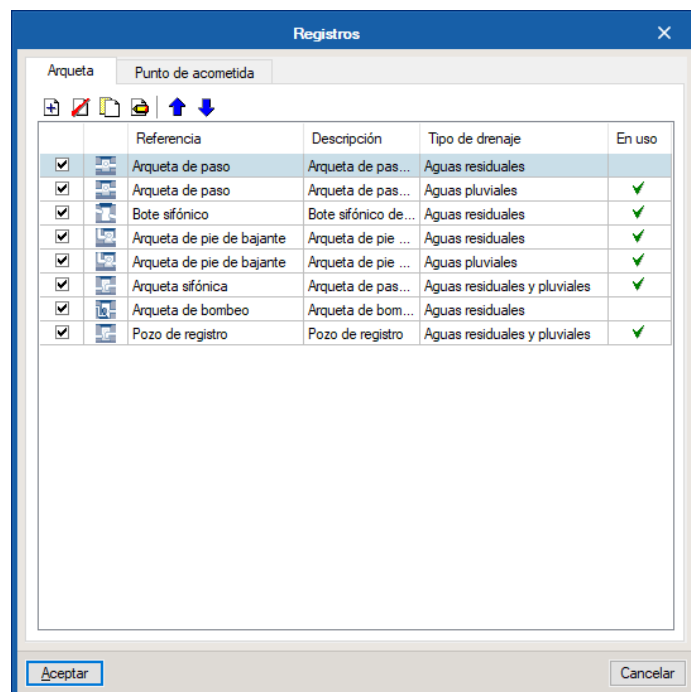 Registros
Arqueta Punto de acometida
Referencia Descripción Tipo de drenaje En uso
Arqueta de paso Arqueta de pas... Aguas residuales
Arqueta de paso Arqueta de pas... Aguas pluviales
Bote sifónico Bote sifónico de... Aguas residuales
Arqueta de pie de bajante Arqueta de pie ... Aguas residuales
Arqueta de pie de bajante Arqueta de pie ... Aguas pluviales
Arqueta sifónica Arqueta de pas... Aguas residuales y pluviales
Arqueta de bombeo Arqueta de bom... Aguas residuales
Pozo de registro Pozo de registro Aguas residuales y pluviales
Aceptar Cancelar